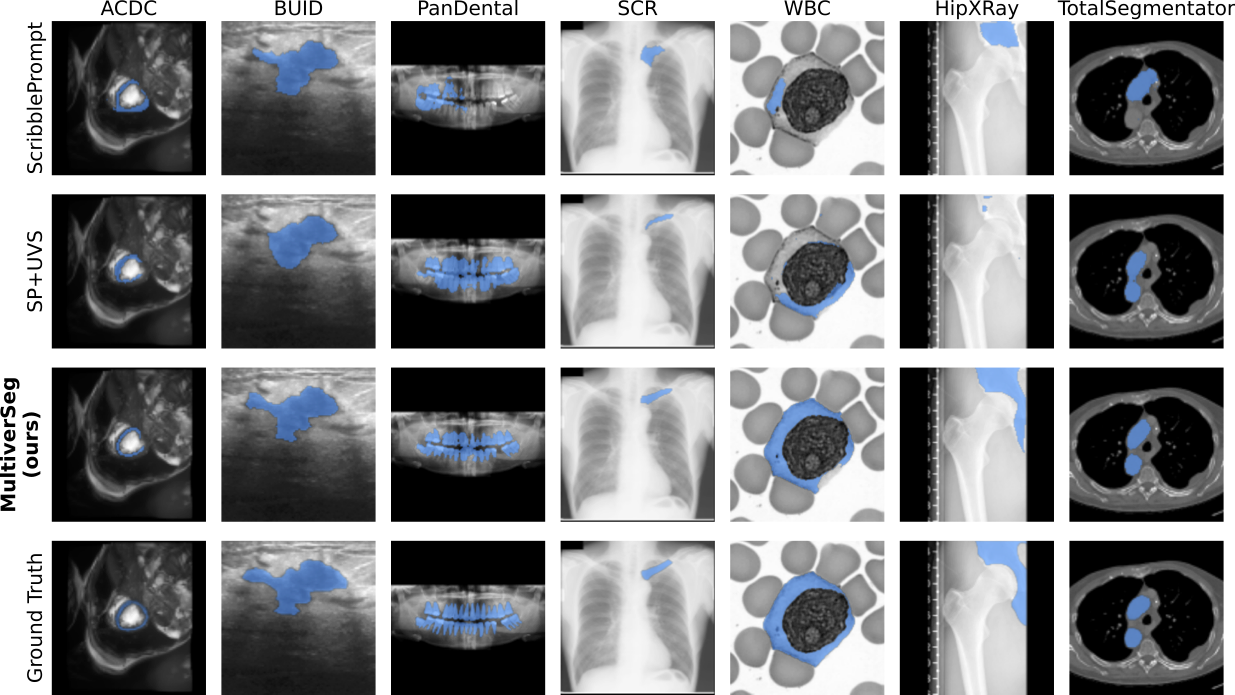 ACDC BUID PanDental SCR WBC HipXRay TotalSegmentator
ScribblePrompt
SP+UVS
MultiverSeg
(ours)
Ground Truth